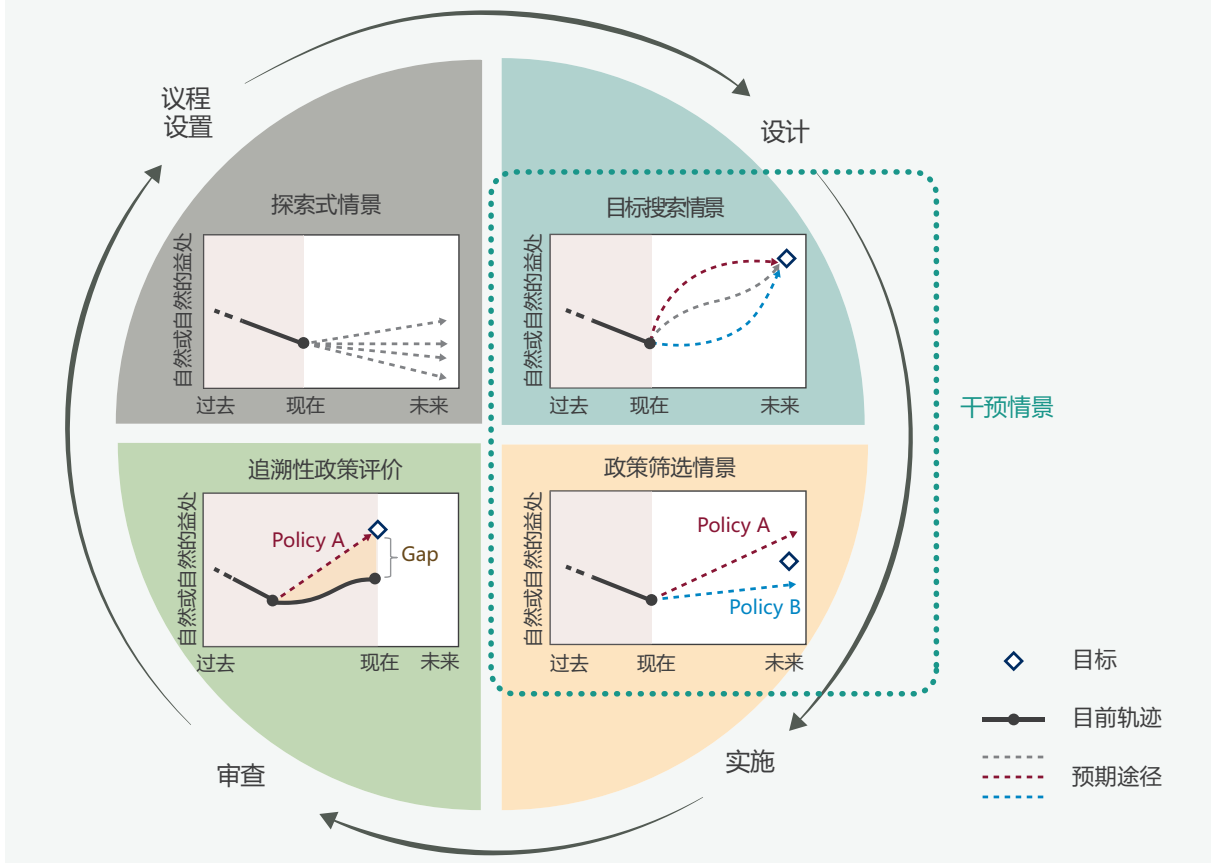 议程
设置
设计
探索式情景
自然或自然的益处
过去
现在
未来
目标搜索情景
自然或自然的益处
过去
现在
未来
干预情景
追溯性政策评价
自然或自然的益处
Policy A
Gap
过去
现在
未来
政策筛选情景
自然或自然的益处
Policy A
Policy B
过去
现在
未来
审查
实施
目标
目前轨迹
预期途径